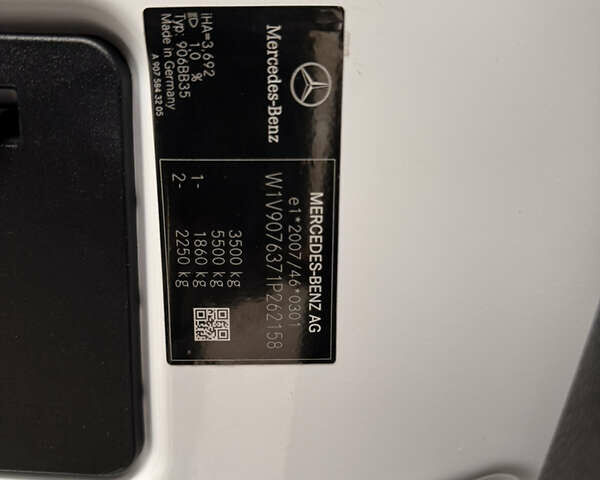 Mercedes-Benz
iHA=3,692
1,0 %
Typ: 906BB35
Made in Germany
A 907 584 32 05
MERCEDES-BENZ AG
e1*2007/46*0301
W1V9076371P262158
3500 kg
5500 kg
1- 1860 kg
2- 2250 kg